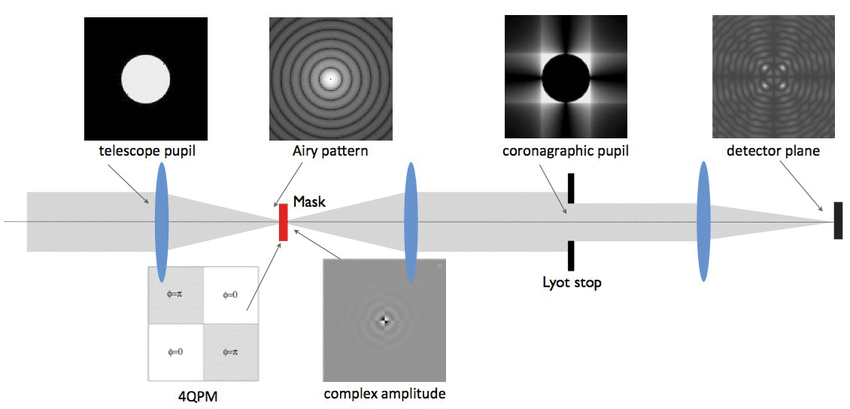 telescope pupil
Airy pattern
coronagraphic pupil
detector plane
Mask
Lyot stop
ϕ=π
ϕ=0
ϕ=0
ϕ=π
4QPM
complex amplitude